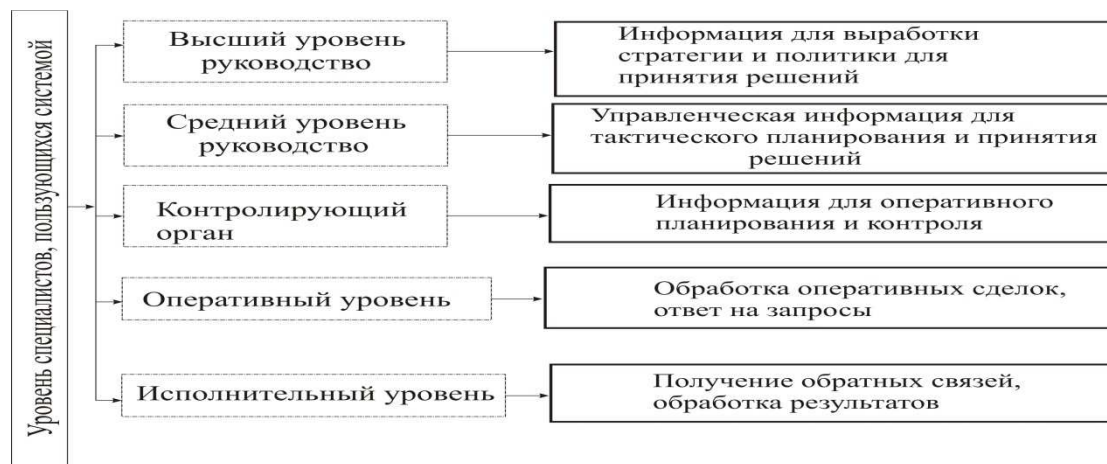 Уровень специалистов, пользующихся системой
Высший уровень
руководство
Информация для выработки
стратегии и политики для
принятия решений
Средний уровень
руководство
Управленческая информация для
тактического планирования и принятия
решений
Контролирующий
орган
Информация для оперативного
планирования и контроля
Оперативный уровень
Обработка оперативных сделок,
ответ на запросы
Исполнительный уровень
Получение обратных связей,
обработка результатов